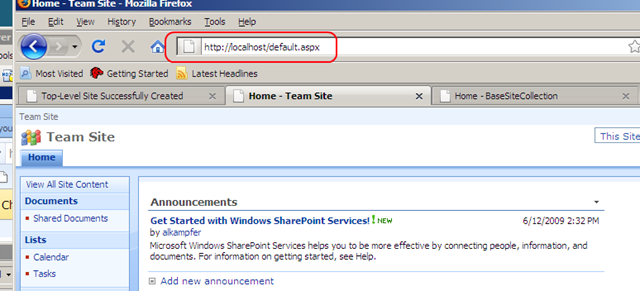 Home - Team Site - Mozilla Firefox
File Edit View History Bookmarks Tools Help
http://localhost/default.aspx
Most Visited Getting Started Latest Headlines
Top-Level Site Successfully Created Home - Team Site Home - BaseSiteCollection
Team Site
Team Site This Site
Home
View All Site Content
Documents
Shared Documents
Lists
Calendar
Tasks
Announcements
Get Started with Windows SharePoint Services! ! NEW 6/12/2009 2:32 PM
by alkampfer
Microsoft Windows SharePoint Services helps you to be more effective by connecting people, information, and
documents. For information on getting started, see Help.
Add new announcement